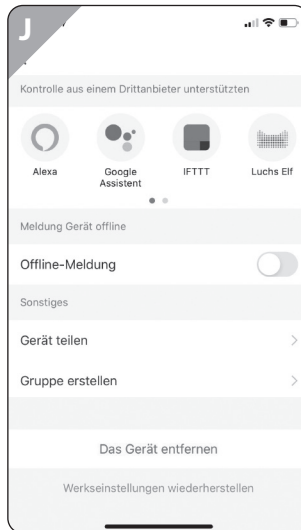 J
Kontrolle aus einem Drittanbieter unterstützten
Alexa
Google
Assistent
IFTTT
Luchs Elf
Meldung Gerät offline
Offline-Meldung
Sonstiges
Gerät teilen
Gruppe erstellen
Das Gerät entfernen
Werkseinstellungen wiederherstellen